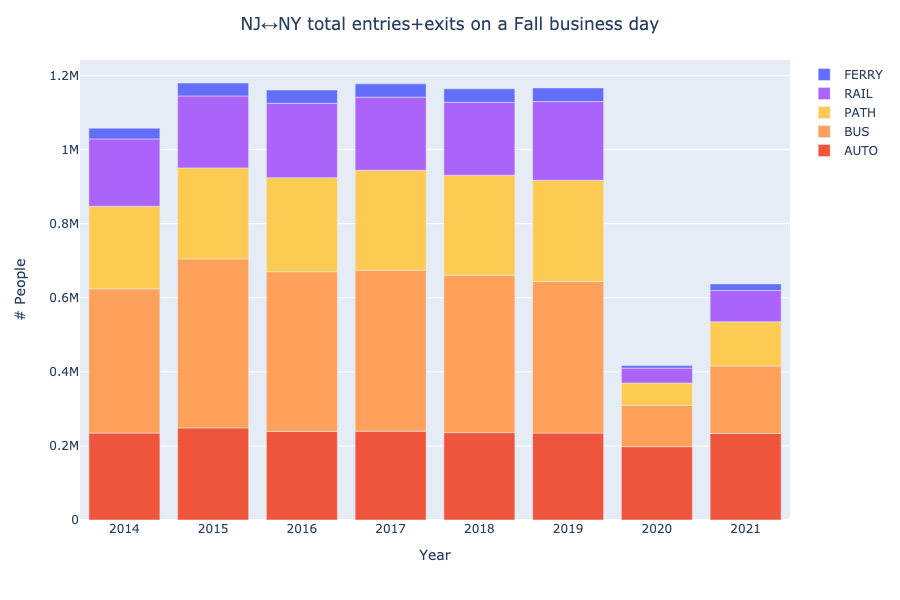 NJ↔NY total entries+exits on a Fall business day
1.2M
1M
0.8M
0.6M
0.4M
0.2M
0
# People
2014 2015 2016 2017 2018 2019 2020 2021
Year
FERRY
RAIL
PATH
BUS
AUTO